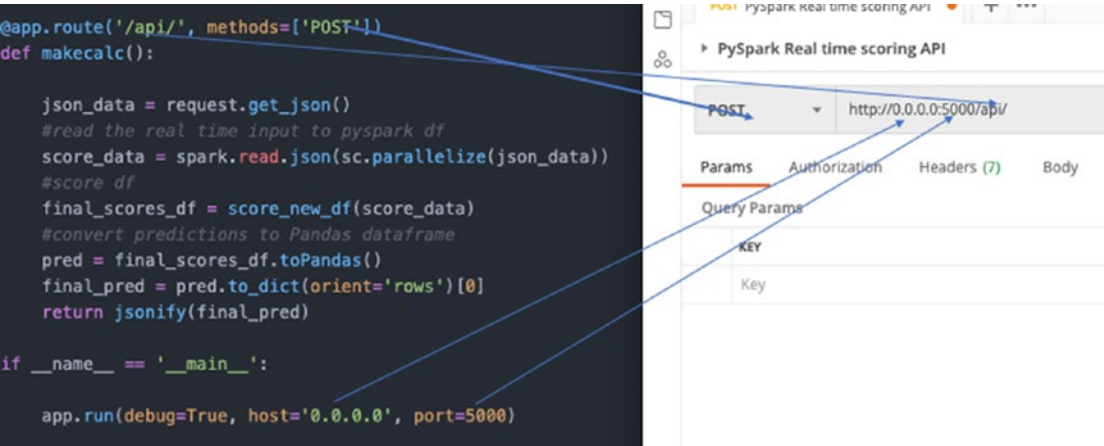 @app.route('/api/', methods=['POST'])
def makecalc():
json_data = request.get_json()
#read the real time input to pyspark df
score_data = spark.read.json(sc.parallelize(json_data))
#score df
final_scores_df = score_new_df(score_data)
#convert predictions to Pandas dataframe
pred = final_scores_df.toPandas()
final_pred = pred.to_dict(orient='rows')[0]
return jsonify(final_pred)
if __name__ == '__main__':
app.run(debug=True, host='0.0.0.0', port=5000)
POST PySpark Real time scoring API
PySpark Real time scoring API
POST http://0.0.0.0:5000/api/
Params Authorization Headers (7) Body
Query Params
KEY
Key